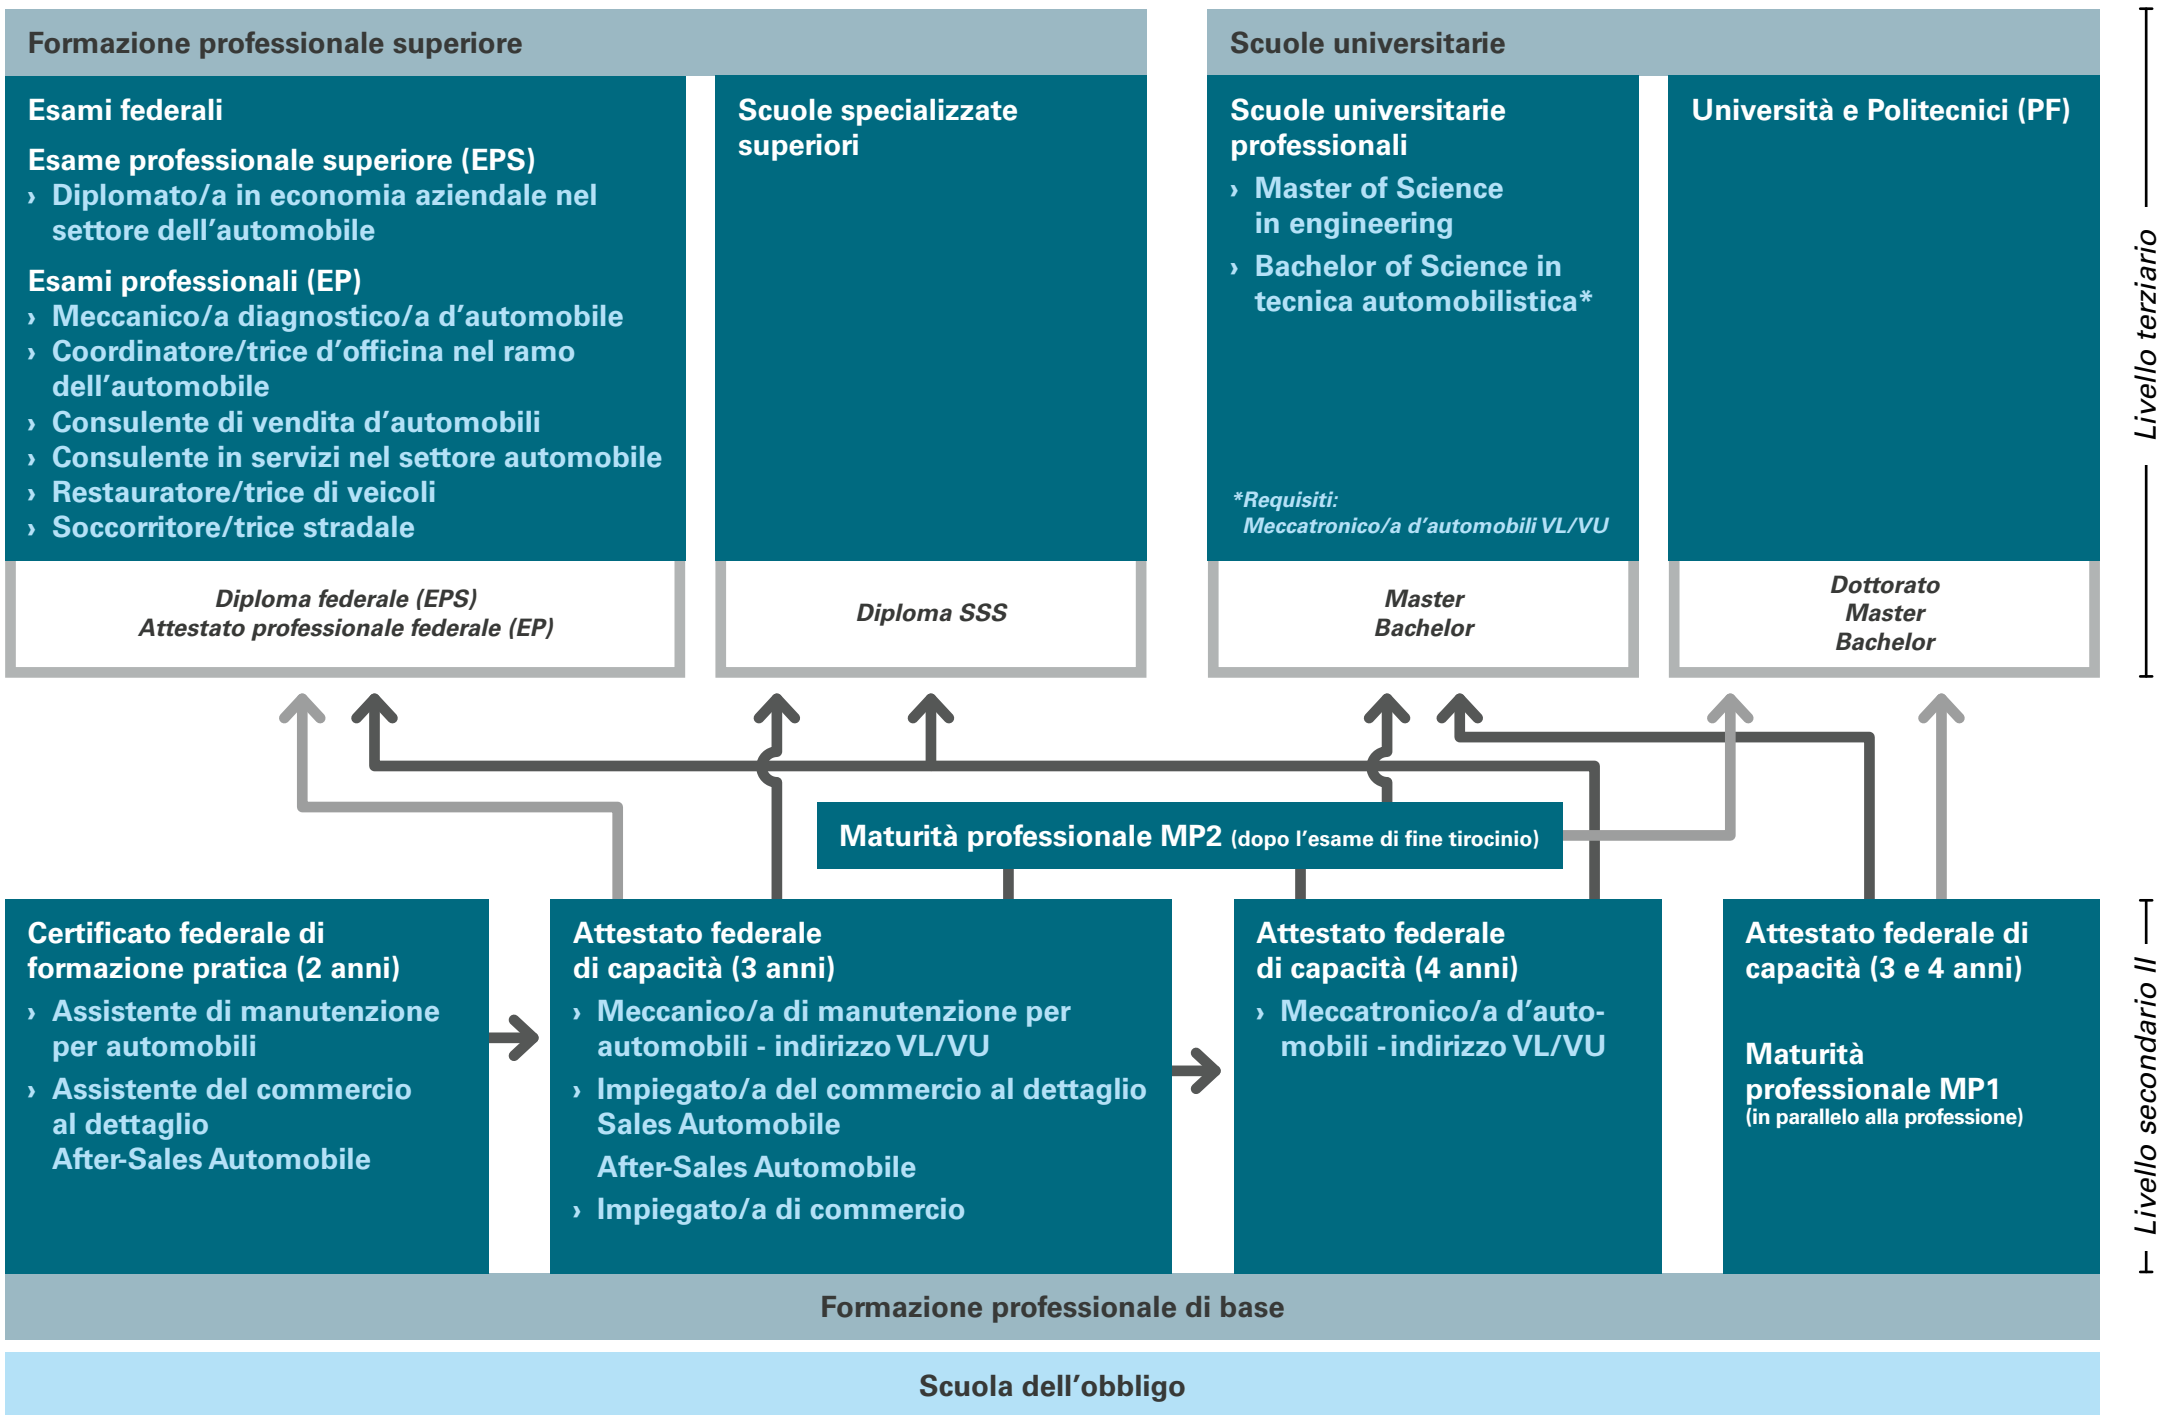 Formazione professionale superiore
Esami federali
Esame professionale superiore (EPS)
› Diplomato/a in economia aziendale nel
settore dell’automobile
Esami professionali (EP)
› Meccanico/a diagnostico/a d’automobile
› Coordinatore/trice d’officina nel ramo
dell’automobile
› Consulente di vendita d’automobili
› Consulente in servizi nel settore automobile
› Restauratore/trice di veicoli
› Soccorritore/trice stradale
Diploma federale (EPS)
Attestato professionale federale (EP)
Scuole specializzate
superiori
Diploma SSS
Scuole universitarie
Scuole universitarie
professionali
› Master of Science
in engineering
› Bachelor of Science in
tecnica automobilistica*
*Requisiti:
Meccatronico/a d’automobili VL/VU
Master
Bachelor
Università e Politecnici (PF)
Dottorato
Master
Bachelor
Livello terziario
Maturità professionale MP2 (dopo l’esame di fine tirocinio)
Certificato federale di
formazione pratica (2 anni)
› Assistente di manutenzione
per automobili
› Assistente del commercio
al dettaglio
After-Sales Automobile
Attestato federale
di capacità (3 anni)
› Meccanico/a di manutenzione per
automobili - indirizzo VL/VU
› Impiegato/a del commercio al dettaglio
Sales Automobile
After-Sales Automobile
› Impiegato/a di commercio
Attestato federale
di capacità (4 anni)
› Meccatronico/a d’auto-
mobili - indirizzo VL/VU
Attestato federale di
capacità (3 e 4 anni)
Maturità
professionale MP1
(in parallelo alla professione)
Livello secondario II
Formazione professionale di base
Scuola dell’obbligo